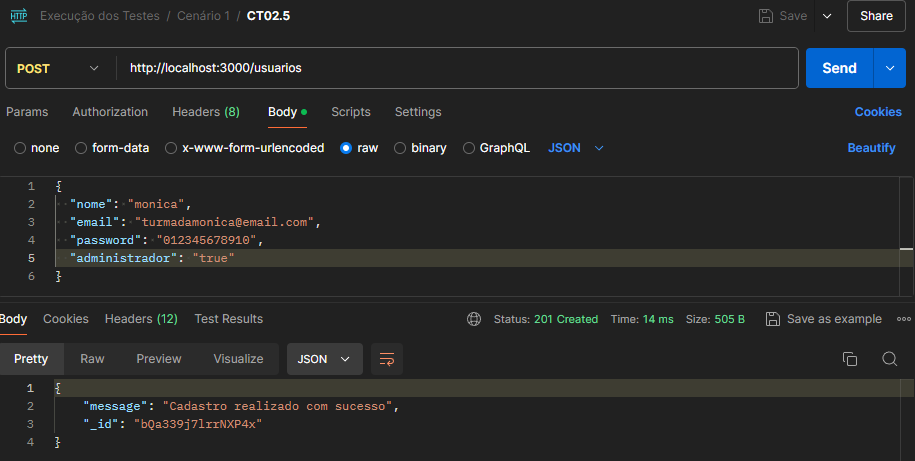 HTTP Execução dos Testes / Cenário 1 / CT02.5 Save Share
POST http://localhost:3000/usuarios Send
Params Authorization Headers (8) Body Scripts Settings Cookies
none form-data x-www-form-urlencoded raw binary GraphQL JSON Beautify
1 {
2 "nome": "monica",
3 "email": "turmadamonica@email.com",
4 "password": "012345678910",
5 "administrador": "true"
6 }
Body Cookies Headers (12) Test Results Status: 201 Created Time: 14 ms Size: 505 B Save as example
Pretty Raw Preview Visualize JSON
1 {
2 "message": "Cadastro realizado com sucesso",
3 "_id": "bQa339j7lrrNXP4x"
4 }